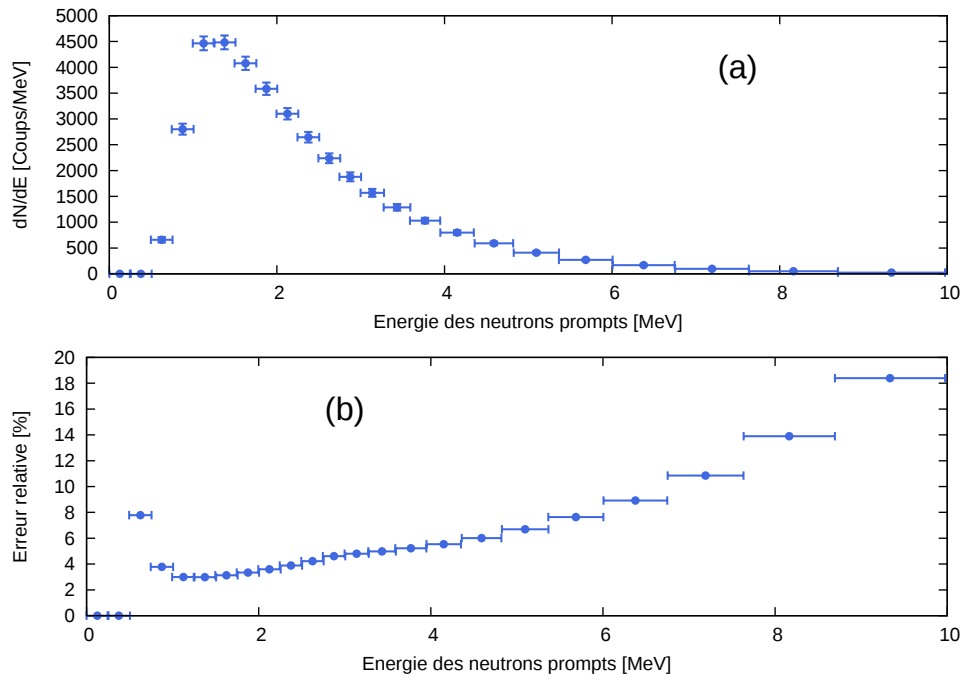 5000
4500
4000
3500
3000
2500
2000
1500
1000
500
0
dN/dE [Coups/MeV]
(a)
0 2 4 6 8 10
Energie des neutrons prompts [MeV]
20
18
16
14
12
10
8
6
4
2
0
Erreur relative [%]
(b)
0 2 4 6 8 10
Energie des neutrons prompts [MeV]